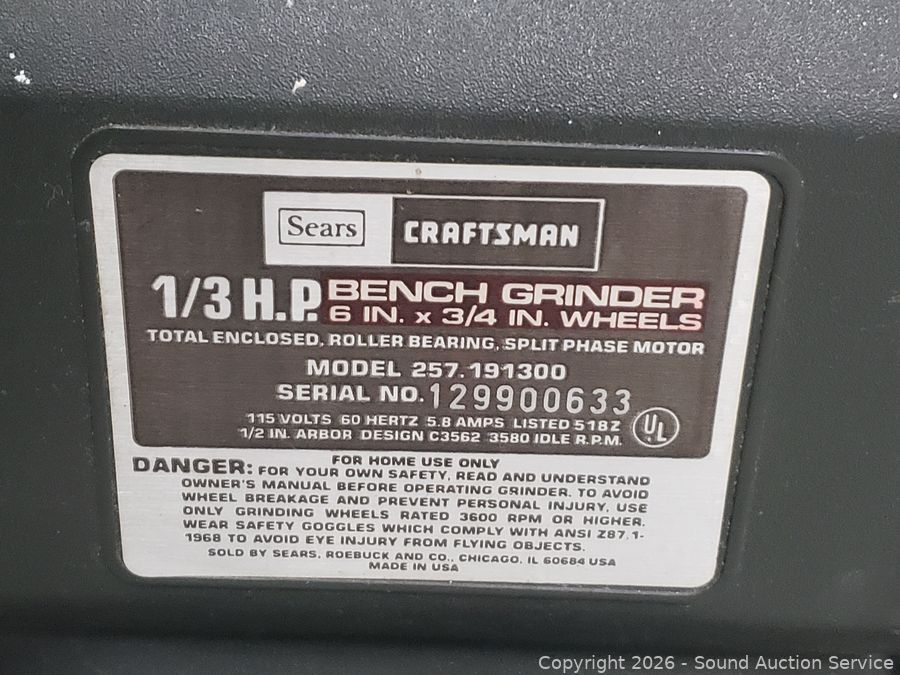 Sears CRAFTSMAN
1/3 H.P. BENCH GRINDER
6 IN. x 3/4 IN. WHEELS
TOTAL ENCLOSED, ROLLER BEARING, SPLIT PHASE MOTOR
MODEL 257.191300
SERIAL NO. 129900633
115 VOLTS 60 HERTZ 5.8 AMPS LISTED 518Z
1/2 IN. ARBOR DESIGN C3562 3580 IDLE R.P.M.
UL
FOR HOME USE ONLY
DANGER: FOR YOUR OWN SAFETY, READ AND UNDERSTAND
OWNER'S MANUAL BEFORE OPERATING GRINDER. TO AVOID
WHEEL BREAKAGE AND PREVENT PERSONAL INJURY, USE
ONLY GRINDING WHEELS RATED 3600 RPM OR HIGHER.
WEAR SAFETY GOGGLES WHICH COMPLY WITH ANSI Z87.1-
1968 TO AVOID EYE INJURY FROM FLYING OBJECTS.
SOLD BY SEARS, ROEBUCK AND CO., CHICAGO, IL 60684 USA
MADE IN USA
Copyright 2026 - Sound Auction Service